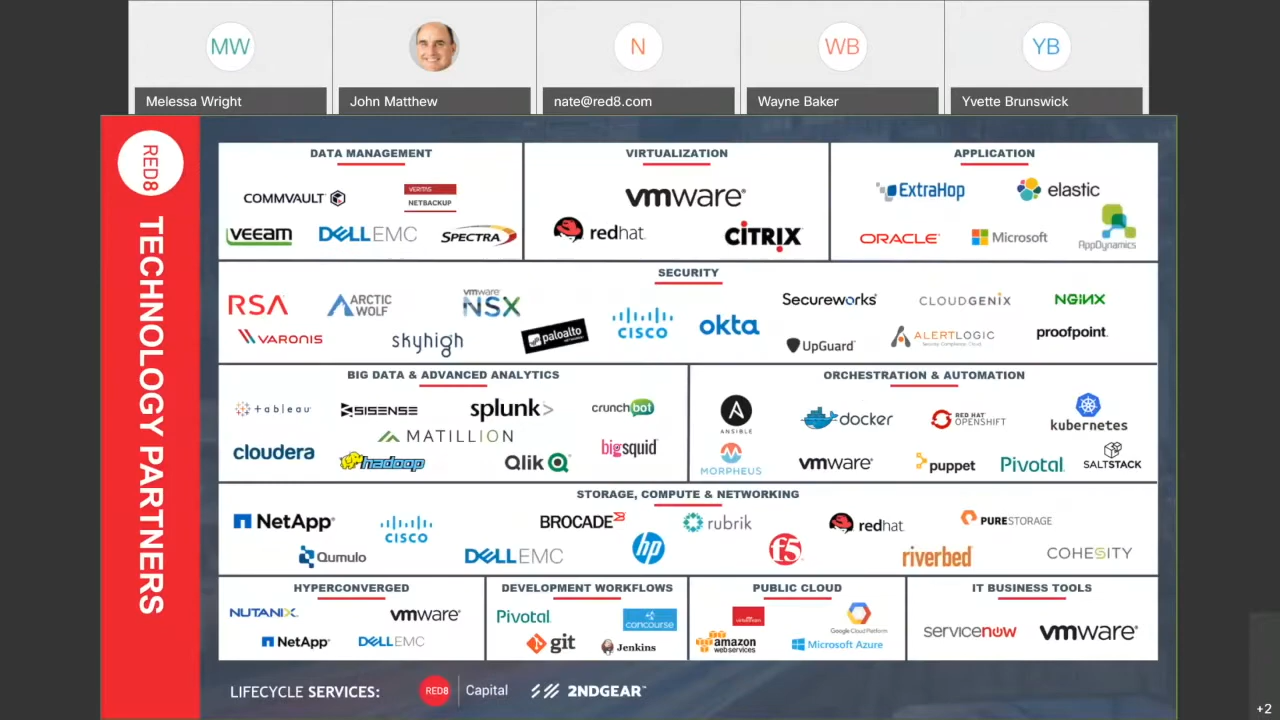 MW
N
WB
YB
Melessa Wright
John Matthew
nate@red8.com
Wayne Baker
Yvette Brunswick
RED8
TECHNOLOGY PARTNERS
DATA MANAGEMENT
COMMVAULT
VERITAS
NETBACKUP
veeam
DELLEMC
SPECTRA
VIRTUALIZATION
vmware
redhat.
CITRIX
APPLICATION
ExtraHop
elastic
ORACLE
Microsoft
AppDynamics
SECURITY
RSA
ARCTIC
WOLF
vmware
NSX
CISCO
okta
Secureworks
CLOUDGENIX
NGINX
VARONIS
skyhigh
paloalto
UpGuard
ALERTLOGIC
Security. Compliance. Cloud.
proofpoint.
BIG DATA & ADVANCED ANALYTICS
tableau
SISENSE
splunk>
crunchbot
MATILLION
cloudera
hadoop
Qlik
bigsquid
ORCHESTRATION & AUTOMATION
A
ANSIBLE
docker
RED HAT
OPENSHIFT
kubernetes
MORPHEUS
vmware
puppet
Pivotal.
SALTSTACK
STORAGE, COMPUTE & NETWORKING
NetApp
CISCO
BROCADE
rubrik
redhat.
PURESTORAGE
Qumulo
DELLEMC
hp
f5
riverbed
COHESITY
HYPERCONVERGED
NUTANIX
vmware
NetApp
DELLEMC
DEVELOPMENT WORKFLOWS
Pivotal.
concourse
git
Jenkins
PUBLIC CLOUD
Google Cloud Platform
amazon
webservices
Microsoft Azure
IT BUSINESS TOOLS
servicenow
vmware
LIFECYCLE SERVICES:
RED8
Capital
2NDGEAR
+2